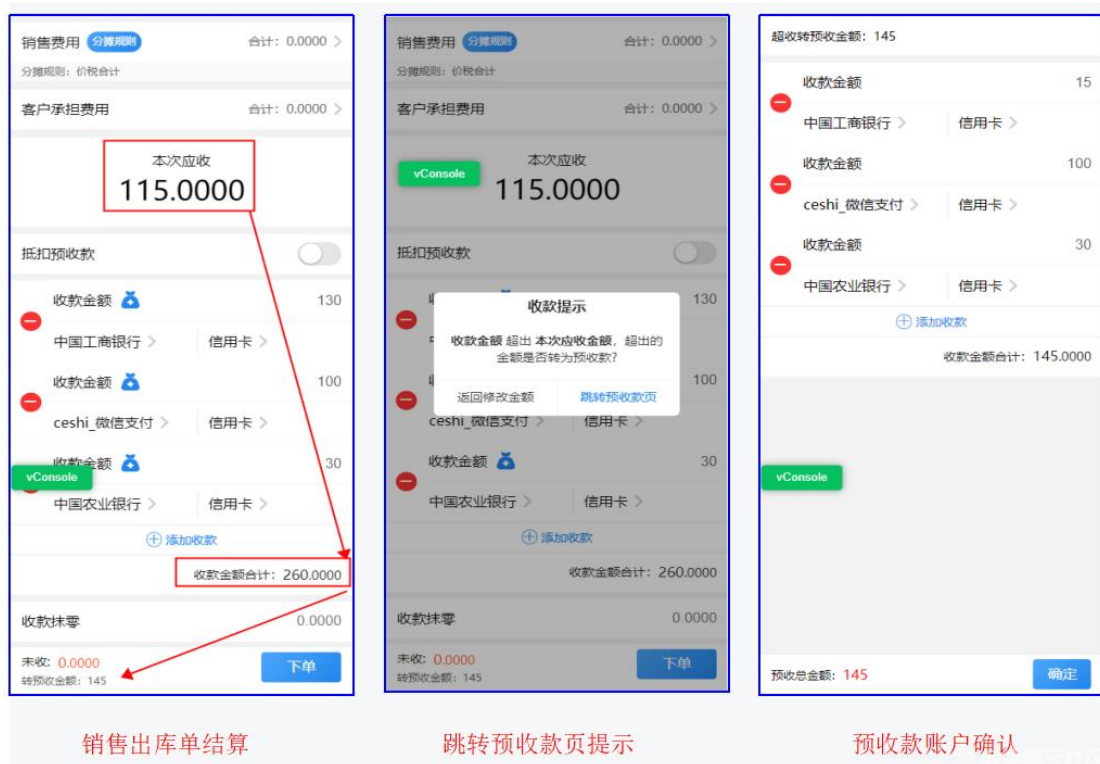 销售费用 分摊规则 合计：0.0000
分摊规则：价税合计
客户承担费用 合计：0.0000
本次应收
115.0000
抵扣预收款
收款金额 130
中国工商银行 信用卡
收款金额 100
ceshi_微信支付 信用卡
收款金额 30
vConsole
中国农业银行 信用卡
添加收款
收款金额合计：260.0000
收款抹零 0.0000
未收：0.0000
转预收金额：145
下单
销售出库单结算
销售费用 分摊规则 合计：0.0000
分摊规则：价税合计
客户承担费用 合计：0.0000
本次应收
vConsole
115.0000
抵扣预收款
130
收款提示
收款金额 超出 本次应收金额，超出的
金额是否转为预收款？
返回修改金额 跳转预收款页
100
ceshi_微信支付 信用卡
收款金额 30
中国农业银行 信用卡
添加收款
收款金额合计：260.0000
收款抹零 0.0000
未收：0.0000
转预收金额：145
下单
跳转预收款页提示
超收转预收金额：145
收款金额 15
中国工商银行 信用卡
收款金额 100
ceshi_微信支付 信用卡
收款金额 30
中国农业银行 信用卡
添加收款
收款金额合计：145.0000
vConsole
预收总金额：145 确定
预收款账户确认